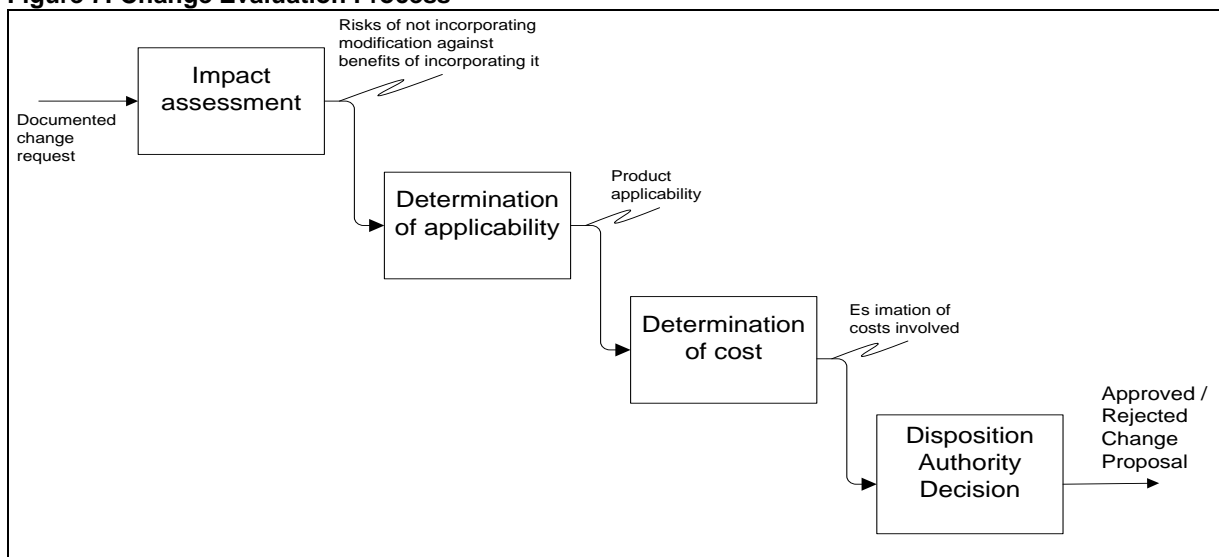 Figure 7: Change Evaluation Process
Risks of not incorporating
modification against
benefits of incorporating it
Impact
assessment
Documented
change
request
Product
applicability
Determination
of applicability
Es imation of
costs involved
Determination
of cost
Approved /
Rejected
Change
Proposal
Disposition
Authority
Decision